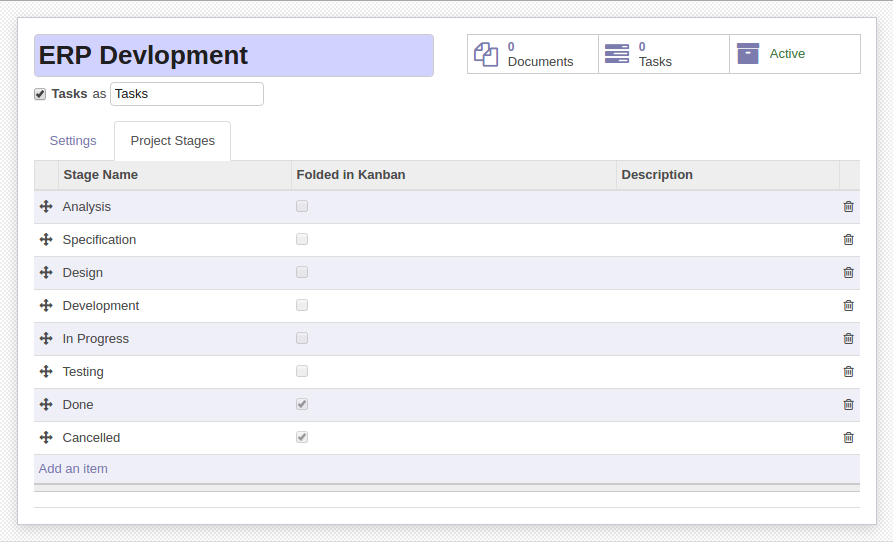 ERP Devlopment
0
Documents
0
Tasks
Active
Tasks as Tasks
Settings Project Stages
Stage Name Folded in Kanban Description
Analysis
Specification
Design
Development
In Progress
Testing
Done
Cancelled
Add an item